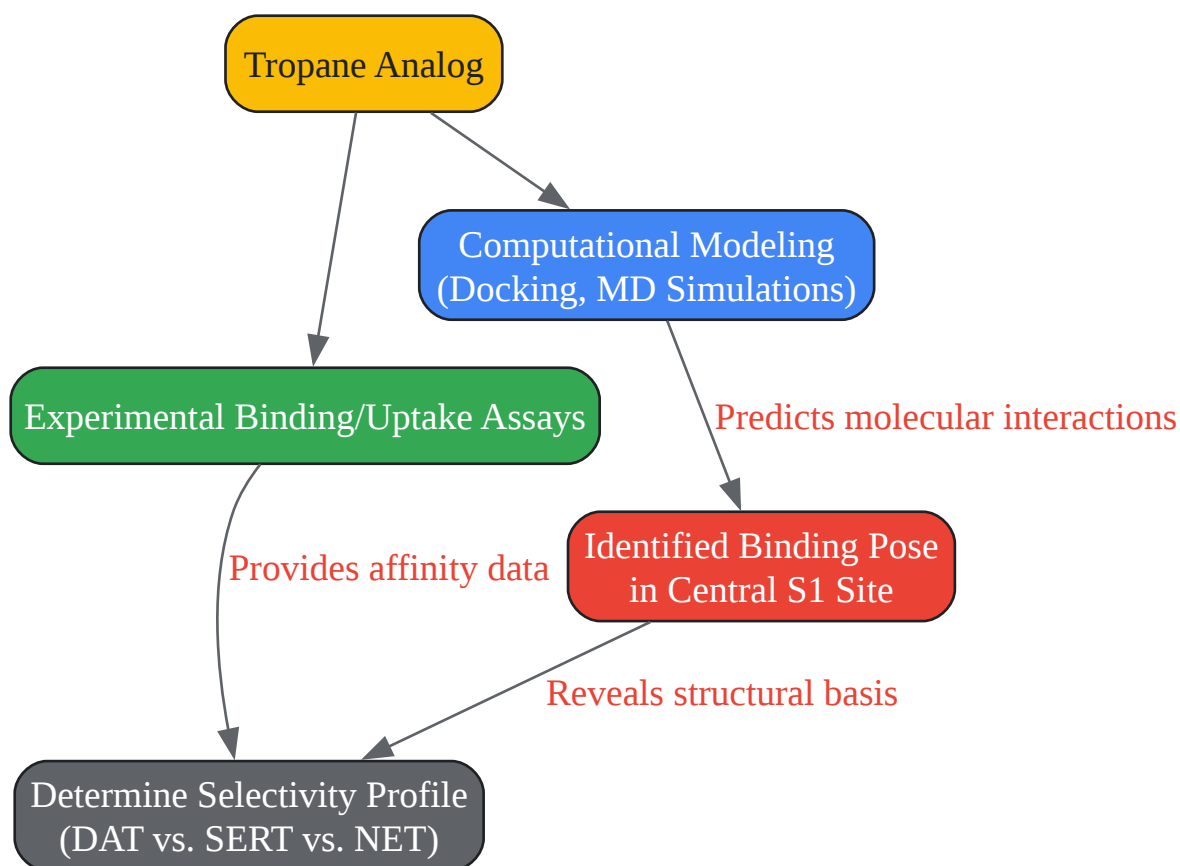 Tropane Analog
Computational Modeling
(Docking, MD Simulations)
Experimental Binding/Uptake Assays
Predicts molecular interactions
Identified Binding Pose
in Central S1 Site
Provides affinity data
Reveals structural basis
Determine Selectivity Profile
(DAT vs. SERT vs. NET)